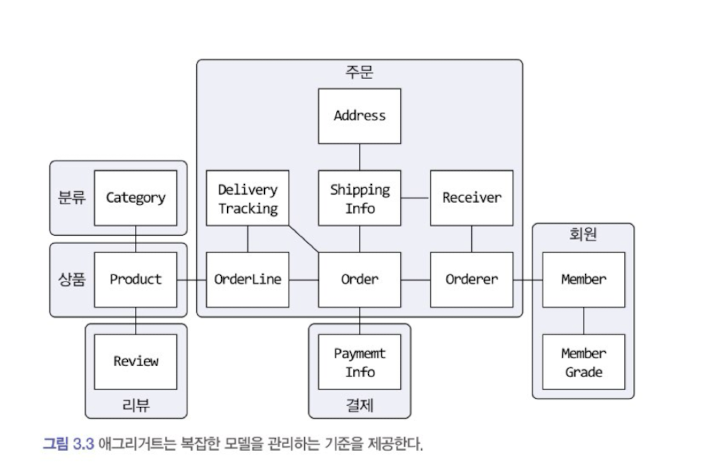 주문
Address
분류
Category
Delivery
Tracking
Shipping
Info
Receiver
회원
상품
Product
OrderLine
Order
Orderer
Member
Review
리뷰
Paymemt
Info
결제
Member
Grade
그림 3.3 애그리거트는 복잡한 모델을 관리하는 기준을 제공한다.